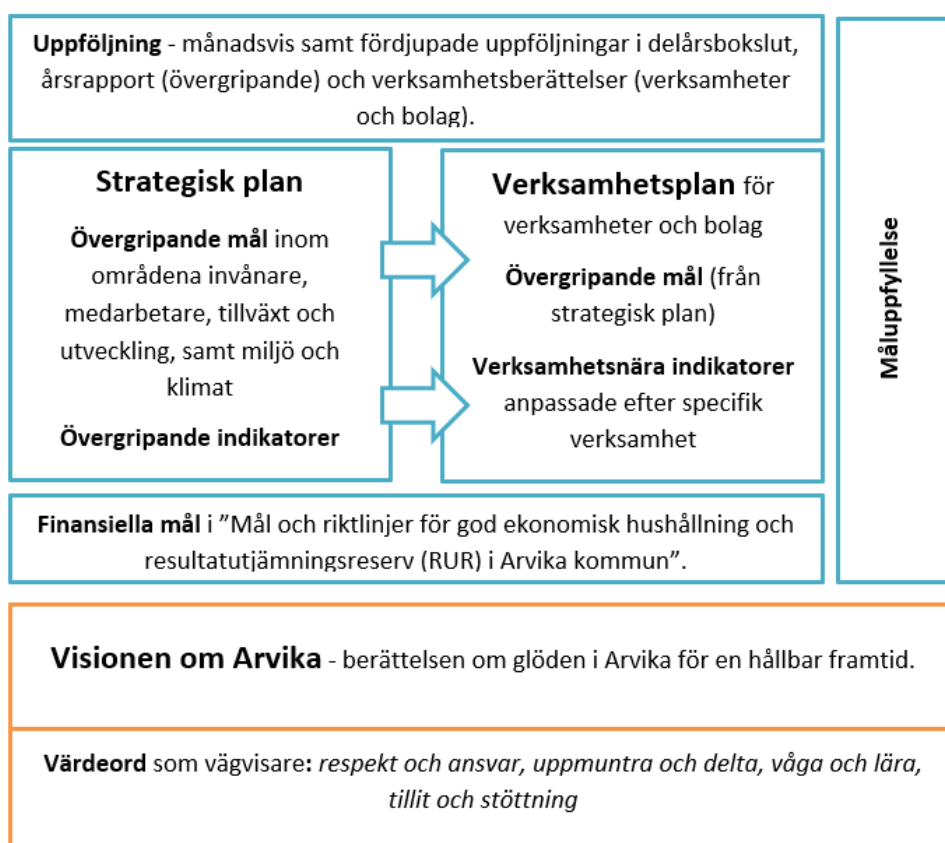 Uppföljning - månadsvis samt fördjupade uppföljningar i delårsbokslut,
årsrapport (övergripande) och verksamhetsberättelser (verksamheter
och bolag).
Strategisk plan
Övergripande mål inom
områdena invånare,
medarbetare, tillväxt och
utveckling, samt miljö och
klimat
Övergripande indikatorer
Verksamhetsplan för
verksamheter och bolag
Övergripande mål (från
strategisk plan)
Verksamhetsnära indikatorer
anpassade efter specifik
verksamhet
Finansiella mål i ”Mål och riktlinjer för god ekonomisk hushållning och
resultatutjämningsreserv (RUR) i Arvika kommun”.
Måluppfyllelse
Visionen om Arvika - berättelsen om glöden i Arvika för en hållbar framtid.
Värdeord som vägvisare: respekt och ansvar, uppmuntra och delta, våga och lära,
tillit och stöttning